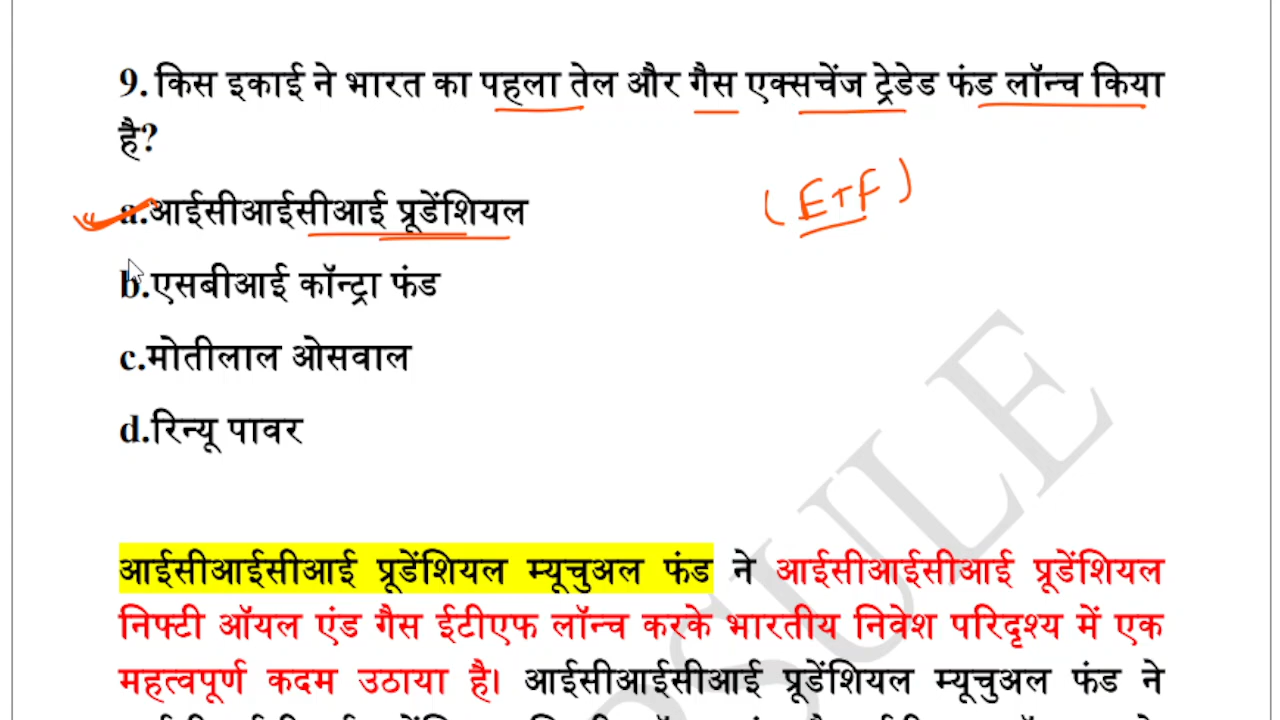 9. किस इकाई ने भारत का पहला तेल और गैस एक्सचेंज ट्रेडेड फंड लॉन्च किया
है?
(ETF)
a.आईसीआईसीआई प्रूडेंशियल
b.एसबीआई कॉन्ट्रा फंड
c.मोतीलाल ओसवाल
d.रिन्यू पावर
आईसीआईसीआई प्रूडेंशियल म्यूचुअल फंड ने आईसीआईसीआई प्रूडेंशियल
निफ्टी ऑयल एंड गैस ईटीएफ लॉन्च करके भारतीय निवेश परिदृश्य में एक
महत्वपूर्ण कदम उठाया है। आईसीआईसीआई प्रूडेंशियल म्यूचुअल फंड ने
SULE